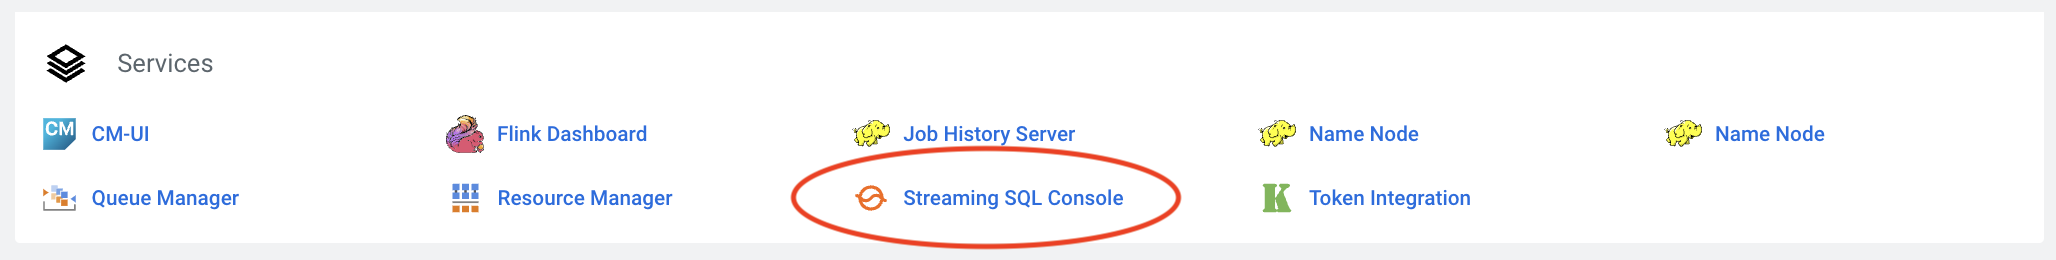 Services
CM CM-UI
Flink Dashboard
Job History Server
Name Node
Name Node
Queue Manager
Resource Manager
Streaming SQL Console
K Token Integration